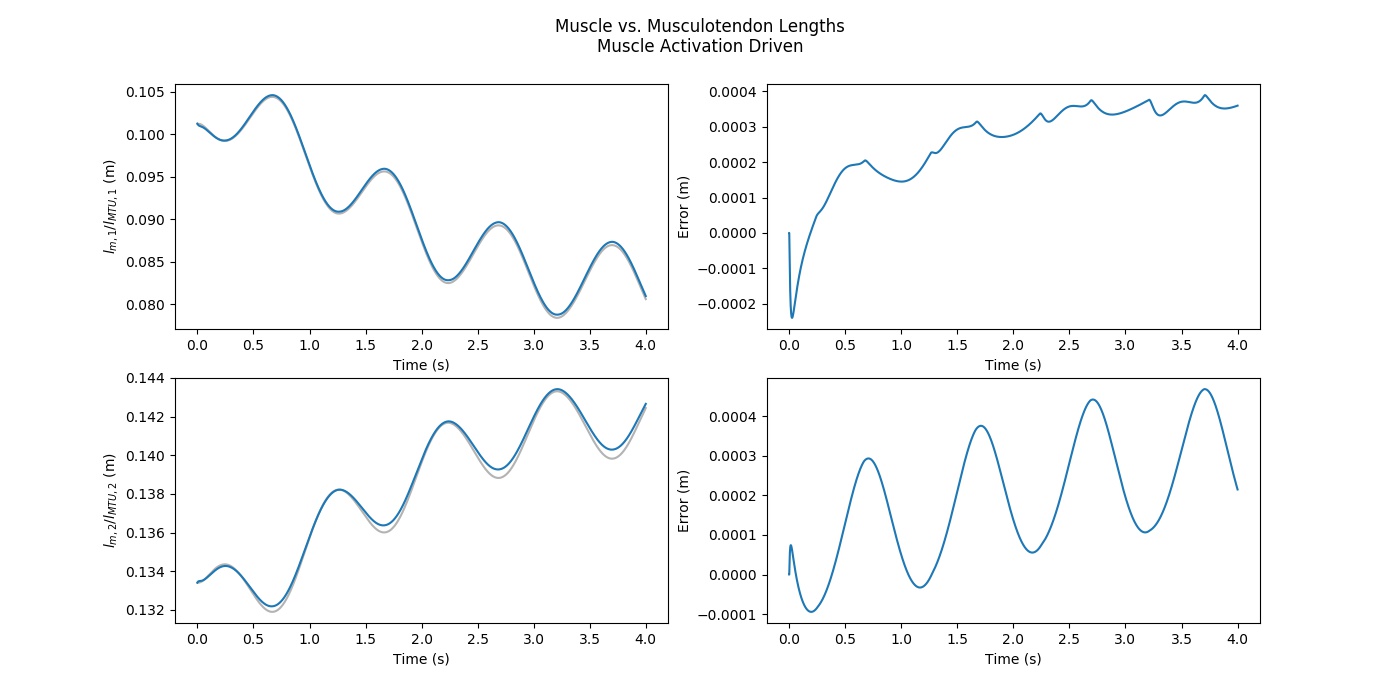 Muscle vs. Musculotendon Lengths
Muscle Activation Driven
l_{m,1}/l_{MTU,1} (m)
0.105
0.100
0.095
0.090
0.085
0.080
0.0 0.5 1.0 1.5 2.0 2.5 3.0 3.5 4.0
Time (s)
Error (m)
0.0004
0.0003
0.0002
0.0001
0.0000
−0.0001
−0.0002
0.0 0.5 1.0 1.5 2.0 2.5 3.0 3.5 4.0
Time (s)
l_{m,2}/l_{MTU,2} (m)
0.144
0.142
0.140
0.138
0.136
0.134
0.132
0.0 0.5 1.0 1.5 2.0 2.5 3.0 3.5 4.0
Time (s)
Error (m)
0.0004
0.0003
0.0002
0.0001
0.0000
−0.0001
0.0 0.5 1.0 1.5 2.0 2.5 3.0 3.5 4.0
Time (s)